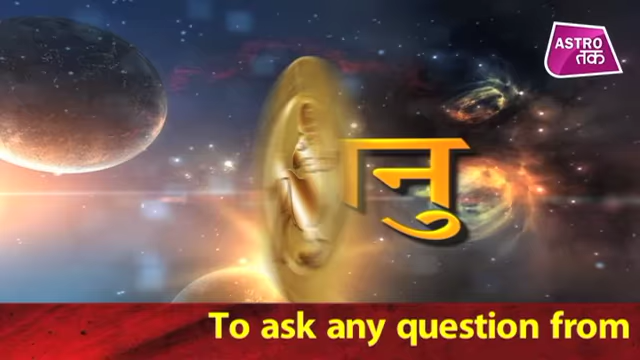 ASTRO
तक
नु
To ask any question from